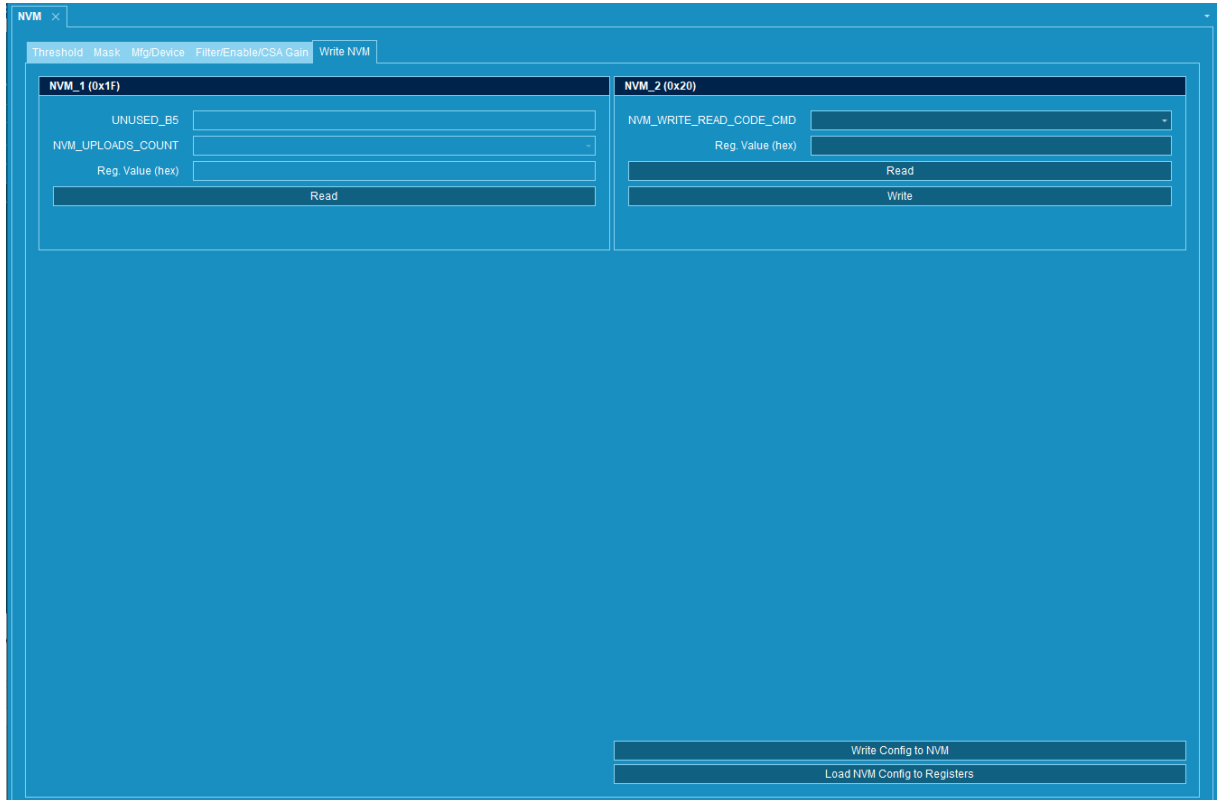 NVM
Threshold Mask Mfg/Device Filter/Enable/CSA Gain Write NVM
NVM_1 (0x1F)
UNUSED_B5
NVM_UPLOADS_COUNT
Reg. Value (hex)
Read
NVM_2 (0x20)
NVM_WRITE_READ_CODE_CMD
Reg. Value (hex)
Read
Write
Write Config to NVM
Load NVM Config to Registers